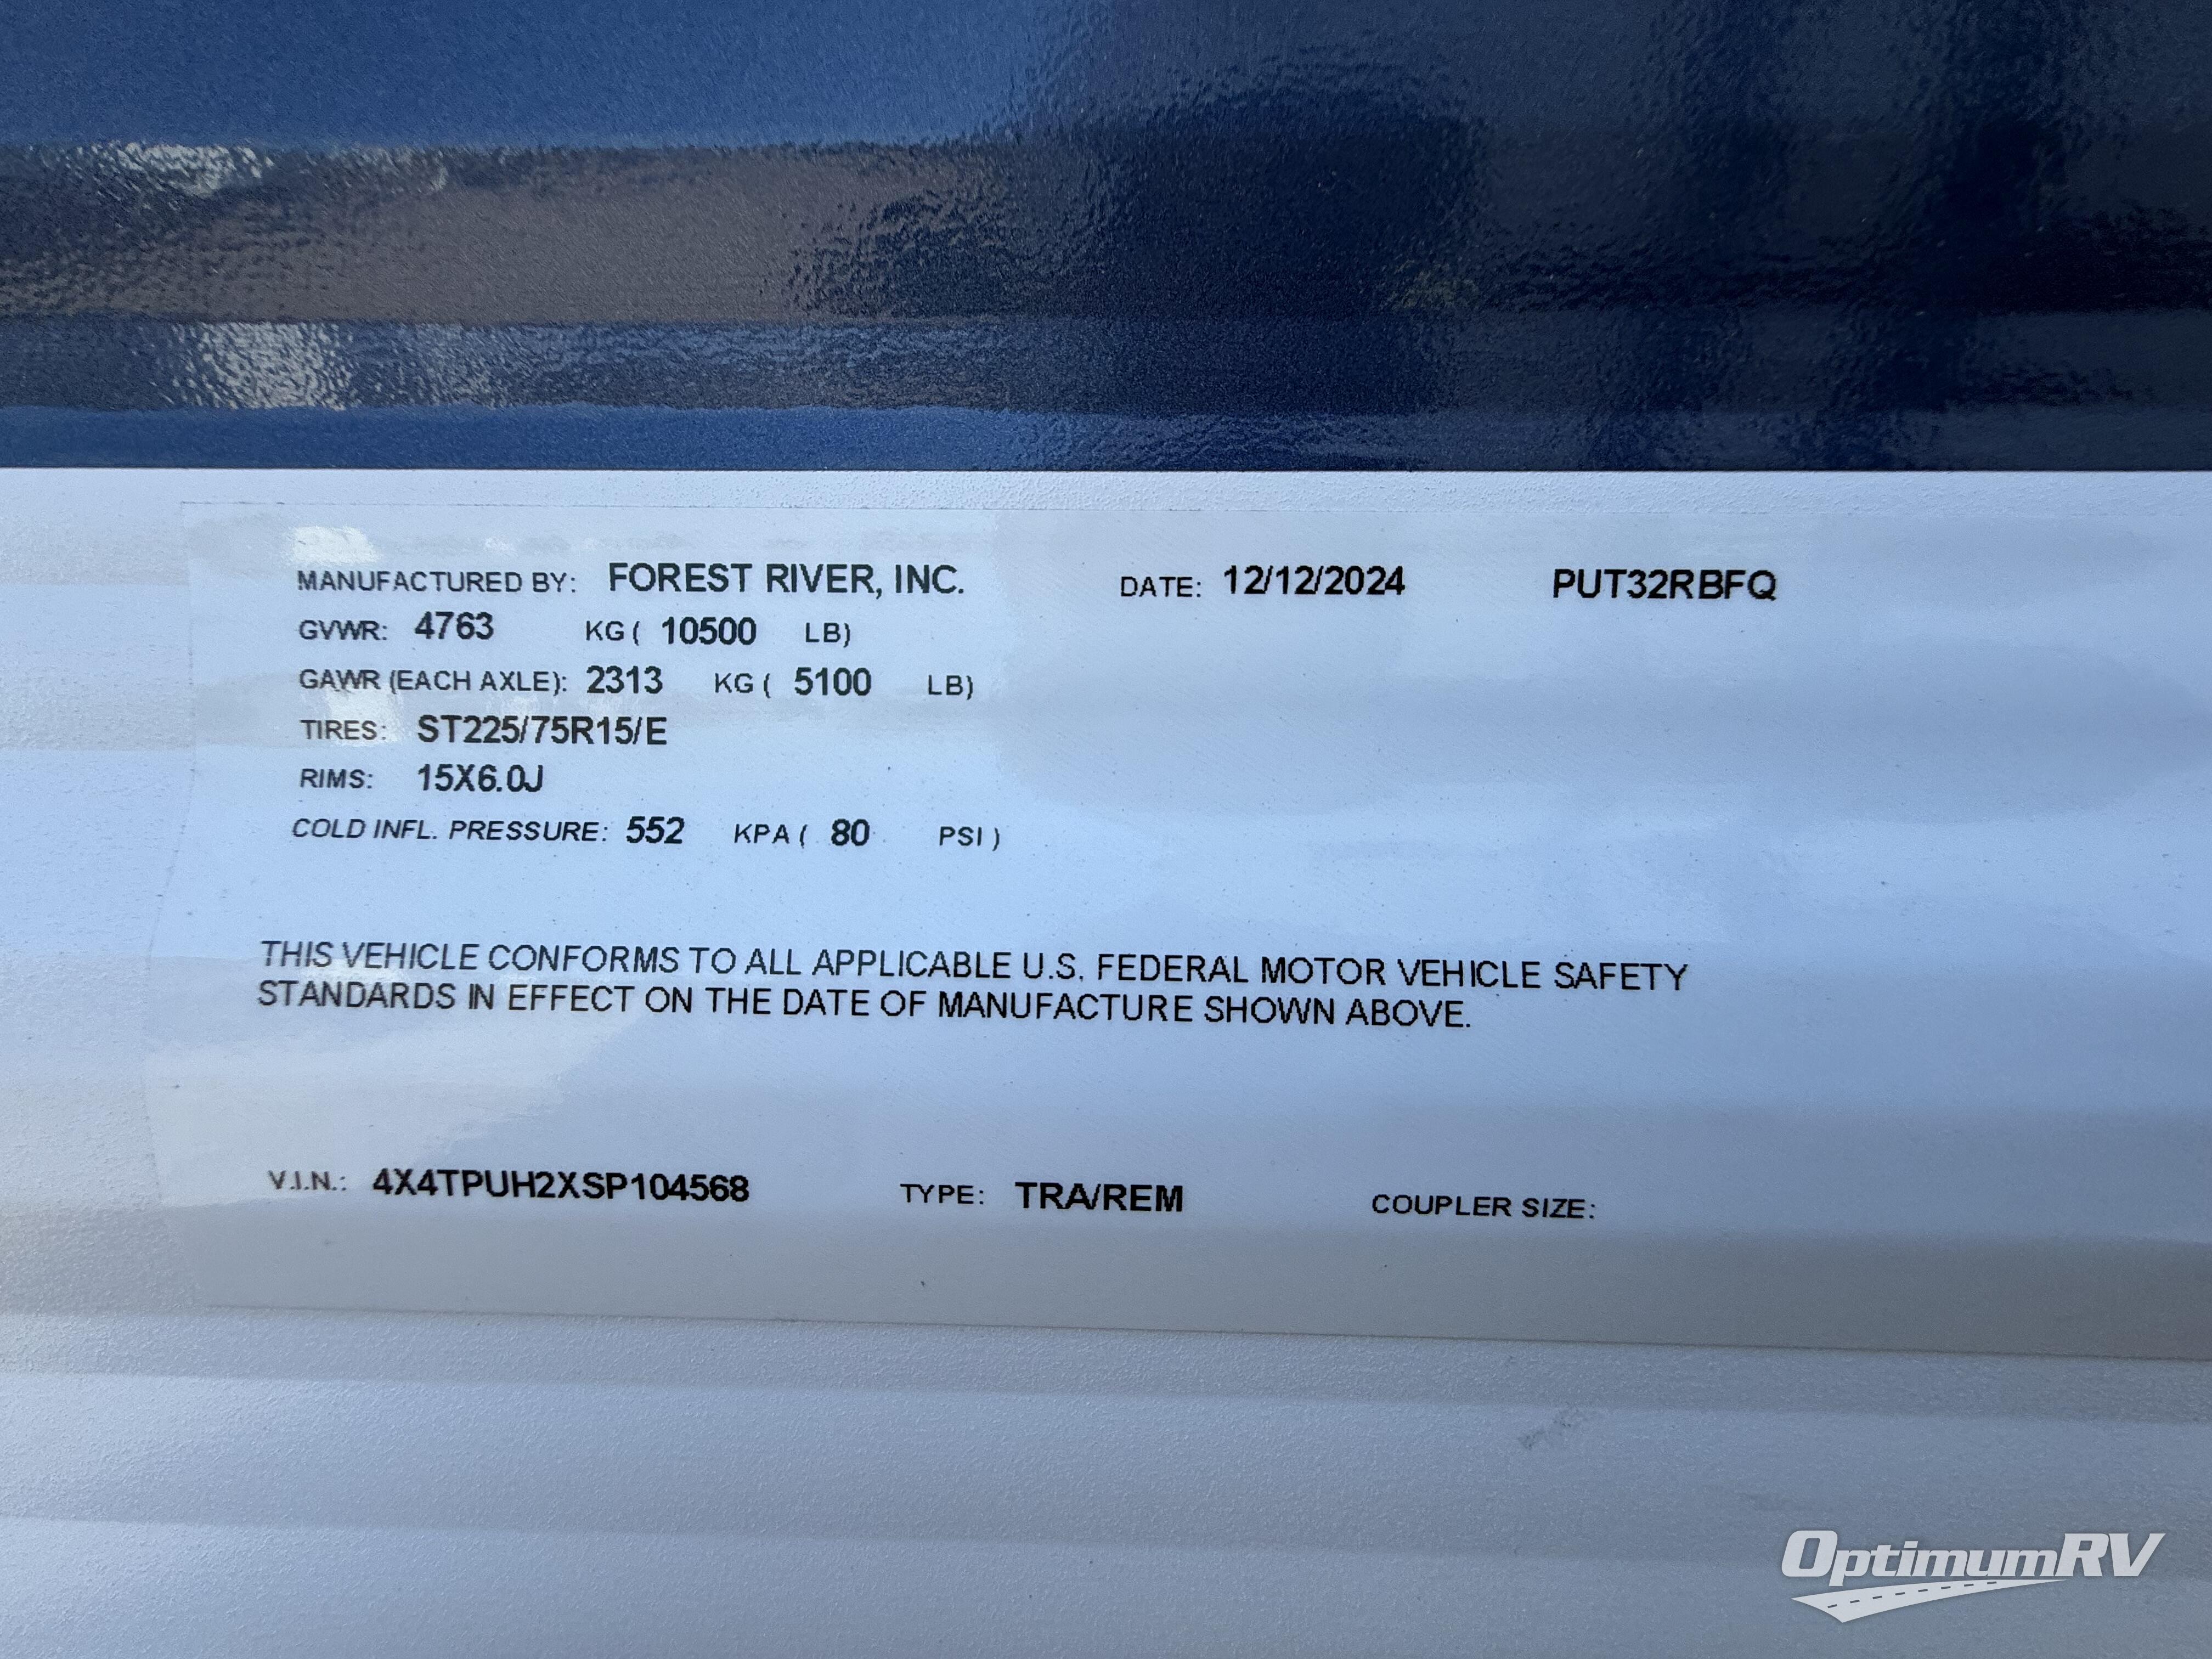 MANUFACTURED BY: FOREST RIVER, INC. DATE: 12/12/2024 PUT32RBFQ
GVWR: 4763 KG ( 10500 LB)
GAWR (EACH AXLE): 2313 KG ( 5100 LB)
TIRES: ST225/75R15/E
RIMS: 15X6.0J
COLD INFL. PRESSURE: 552 KPA ( 80 PSI )
THIS VEHICLE CONFORMS TO ALL APPLICABLE U.S. FEDERAL MOTOR VEHICLE SAFETY
STANDARDS IN EFFECT ON THE DATE OF MANUFACTURE SHOWN ABOVE.
V.I.N.: 4X4TPUH2XSP104568 TYPE: TRA/REM COUPLER SIZE:
OptimumRV